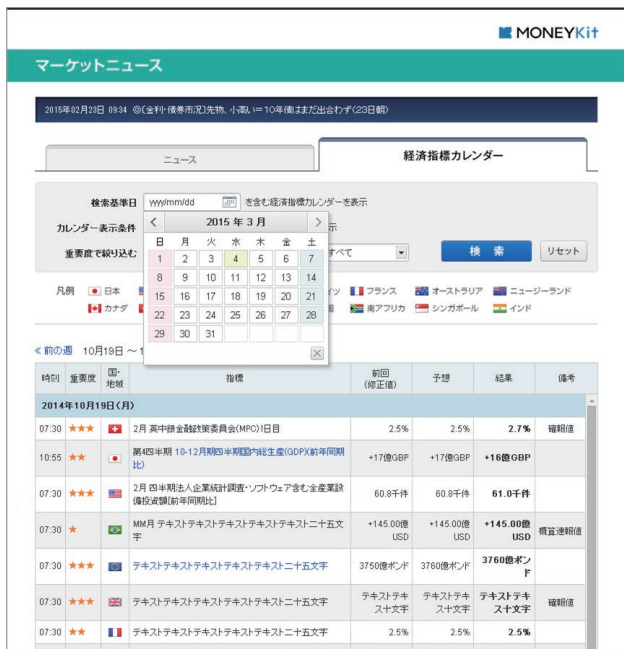 MONEYKit
マーケットニュース
2015年02月23日 09:34 ◎〔金利・債券市況〕先物、小高い＝10年債はまだ出合わず(23日朝)
ニュース
経済指標カレンダー
検索基準日 yyyy/mm/dd を含む経済指標カレンダーを表示
カレンダー表示条件 示
重要度で絞り込む すべて 検 索 リセット
< 2015 年 3 月 >
日 月 火 水 木 金 土
1 2 3 4 5 6 7
8 9 10 11 12 13 14
15 16 17 18 19 20 21
22 23 24 25 26 27 28
29 30 31
凡例 日本 フランス オーストラリア ニュージーランド
カナダ 南アフリカ シンガポール インド
≪前の週 10月19日 ～
時刻 重要度 国・地域 指標 前回(修正値) 予想 結果 備考
2014年10月19日(月)
07:30 ★★★ 2月 英中銀金融政策委員会(MPC)1日目 2.5% 2.5% 2.7% 確報値
10:55 ★★ 第4四半期 10-12月期四半期国内総生産(GDP)(前年同期
比) +17億GBP +17億GBP +16億GBP
07:30 ★★★ 2月 四半期法人企業統計調査・ソフトウェア含む全産業設
備投資額[前年同期比] 60.8千件 60.8千件 61.0千件
07:30 ★ MM月 テキストテキストテキストテキストテキスト二十五文
字 +145.00億USD +145.00億USD +145.00億USD 概算速報値
07:30 ★★★ テキストテキストテキストテキストテキスト二十五文字 3750億ポンド 3760億ポンド 3760億ポンド
07:30 ★★★ テキストテキストテキストテキストテキスト二十五文字 テキストテキスト十文字 テキストテキスト十文字 テキストテキスト十文字 確報値
07:30 ★★ テキストテキストテキストテキストテキスト二十五文字 2.5% 2.5% 2.5%